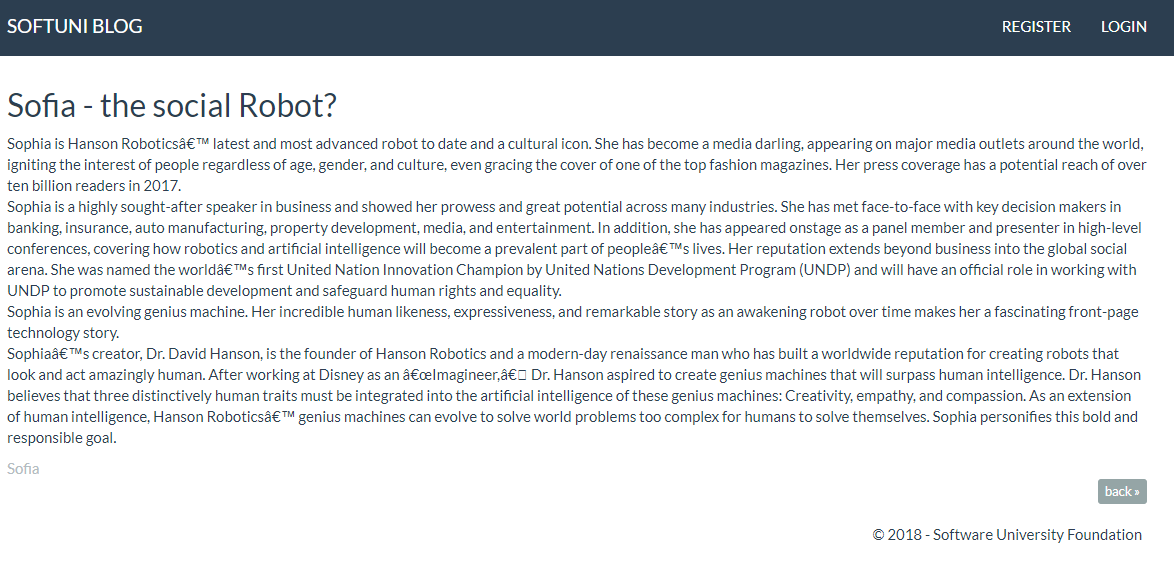 SOFTUNI BLOG
REGISTER
LOGIN
Sofia - the social Robot?
Sophia is Hanson Roboticsâ€™ latest and most advanced robot to date and a cultural icon. She has become a media darling, appearing on major media outlets around the world,
igniting the interest of people regardless of age, gender, and culture, even gracing the cover of one of the top fashion magazines. Her press coverage has a potential reach of over
ten billion readers in 2017.
Sophia is a highly sought-after speaker in business and showed her prowess and great potential across many industries. She has met face-to-face with key decision makers in
banking, insurance, auto manufacturing, property development, media, and entertainment. In addition, she has appeared onstage as a panel member and presenter in high-level
conferences, covering how robotics and artificial intelligence will become a prevalent part of peopleâ€™s lives. Her reputation extends beyond business into the global social
arena. She was named the worldâ€™s first United Nation Innovation Champion by United Nations Development Program (UNDP) and will have an official role in working with
UNDP to promote sustainable development and safeguard human rights and equality.
Sophia is an evolving genius machine. Her incredible human likeness, expressiveness, and remarkable story as an awakening robot over time makes her a fascinating front-page
technology story.
Sophiaâ€™s creator, Dr. David Hanson, is the founder of Hanson Robotics and a modern-day renaissance man who has built a worldwide reputation for creating robots that
look and act amazingly human. After working at Disney as an â€œImagineer,â€ Dr. Hanson aspired to create genius machines that will surpass human intelligence. Dr. Hanson
believes that three distinctively human traits must be integrated into the artificial intelligence of these genius machines: Creativity, empathy, and compassion. As an extension
of human intelligence, Hanson Roboticsâ€™ genius machines can evolve to solve world problems too complex for humans to solve themselves. Sophia personifies this bold and
responsible goal.
Sofia
back »
© 2018 - Software University Foundation